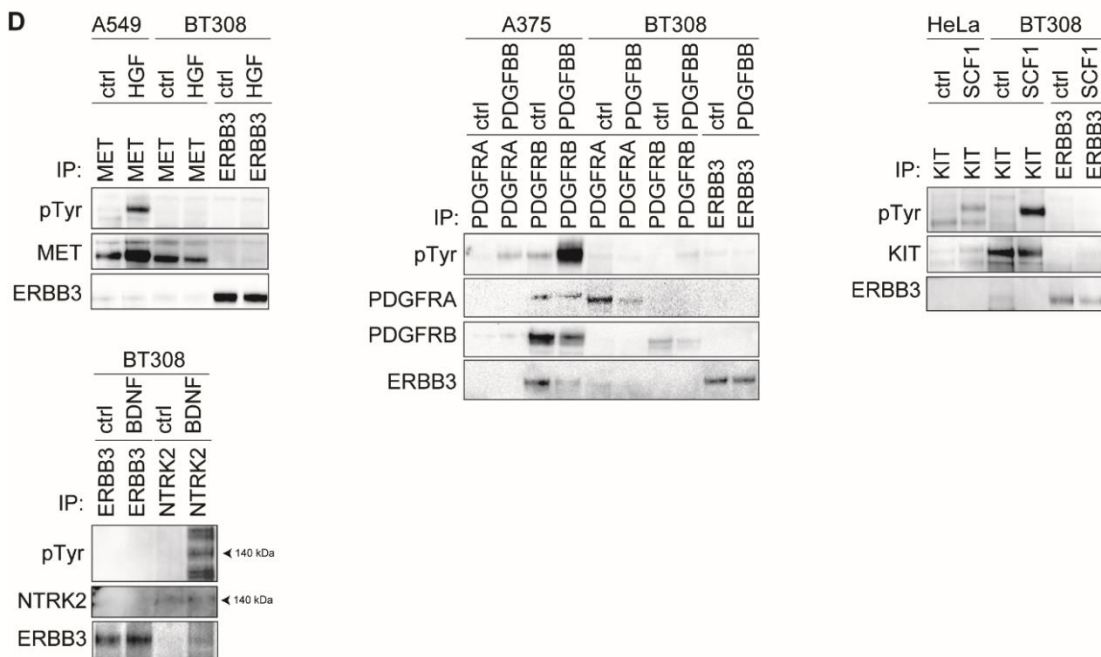 D
A549 BT308
ctrl HGF ctrl HGF ctrl HGF
IP: MET MET MET MET ERBB3 ERBB3
pTyr
MET
ERBB3
A375 BT308
ctrl PDGFBB ctrl PDGFBB ctrl PDGFBB ctrl PDGFBB ctrl PDGFBB
IP: PDGFRA PDGFRA PDGFRB PDGFRB PDGFRA PDGFRA PDGFRB PDGFRB ERBB3 ERBB3
pTyr
PDGFRA
PDGFRB
ERBB3
HeLa BT308
ctrl SCF1 ctrl SCF1 ctrl SCF1
IP: KIT KIT KIT KIT ERBB3 ERBB3
pTyr
KIT
ERBB3
BT308
ctrl BDNF ctrl BDNF
IP: ERBB3 ERBB3 NTRK2 NTRK2
pTyr 140 kDa
NTRK2 140 kDa
ERBB3